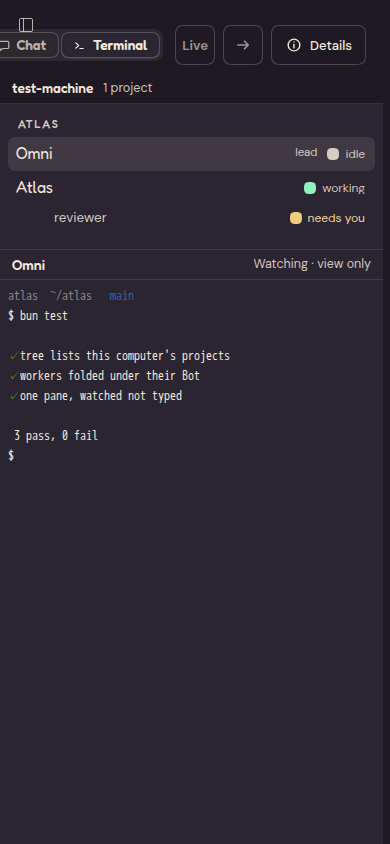 Chat Terminal Live → Details
test-machine 1 project
ATLAS
Omni lead idle
Atlas working
reviewer needs you
Omni Watching · view only
atlas ~/atlas main
$ bun test
✓tree lists this computer's projects
✓workers folded under their Bot
✓one pane, watched not typed
3 pass, 0 fail
$